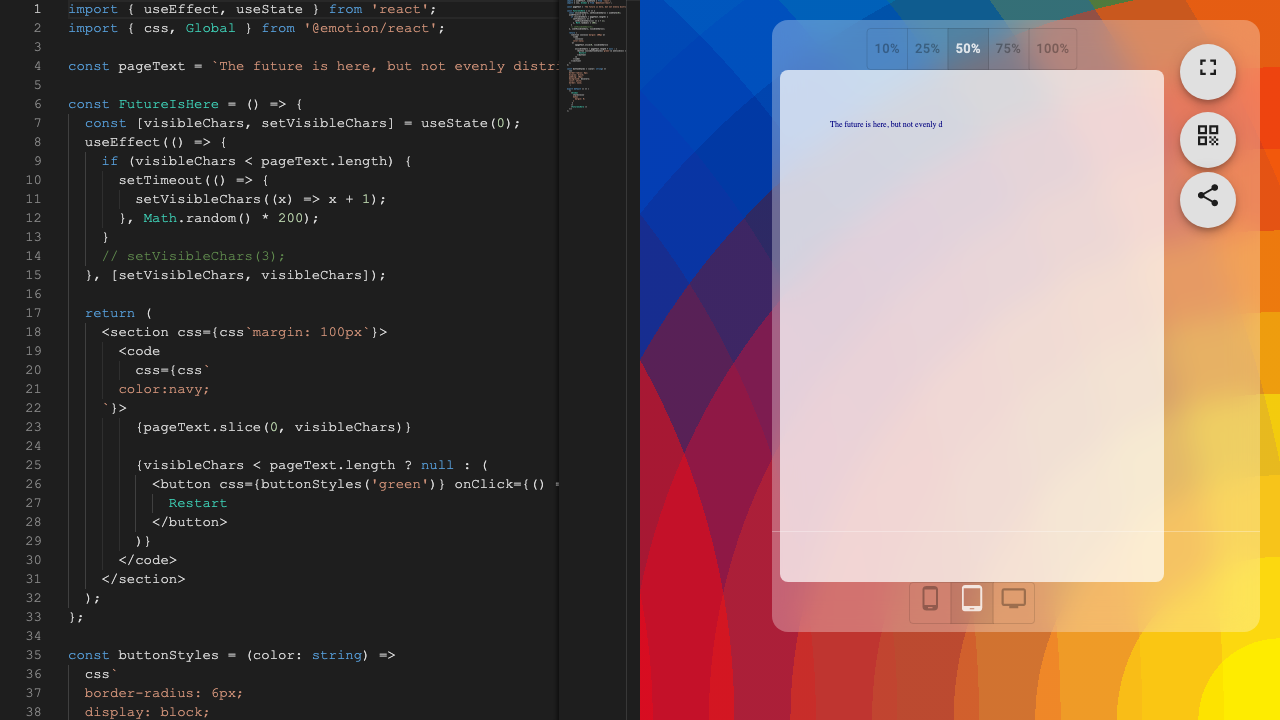 1 import { useEffect, useState } from 'react';
2 import { css, Global } from '@emotion/react';
3
4 const pageText = `The future is here, but not evenly distr
5
6 const FutureIsHere = () => {
7 const [visibleChars, setVisibleChars] = useState(0);
8 useEffect(() => {
9 if (visibleChars < pageText.length) {
10 setTimeout(() => {
11 setVisibleChars((x) => x + 1);
12 }, Math.random() * 200);
13 }
14 // setVisibleChars(3);
15 }, [setVisibleChars, visibleChars]);
16
17 return (
18 <section css={css`margin: 100px`}>
19 <code
20 css={css`
21 color:navy;
22 `}>
23 {pageText.slice(0, visibleChars)}
24
25 {visibleChars < pageText.length ? null : (
26 <button css={buttonStyles('green')} onClick={() =
27 Restart
28 </button>
29 )}
30 </code>
31 </section>
32 );
33 };
34
35 const buttonStyles = (color: string) =>
36 css`
37 border-radius: 6px;
38 display: block;
10% 25% 50% 75% 100%
The future is here, but not evenly d